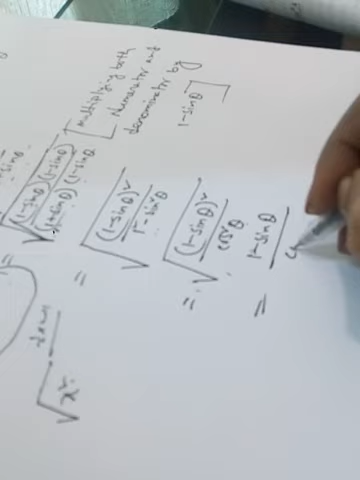 √((1-sinθ)(1-sinθ)/(1+sinθ)(1-sinθ)) [multiplying both
numerator and
denominator by
1-sinθ]
= √((1-sinθ)²/1-sin²θ)
= √((1-sinθ)²/cos²θ)
= 1-sinθ/c
√x²